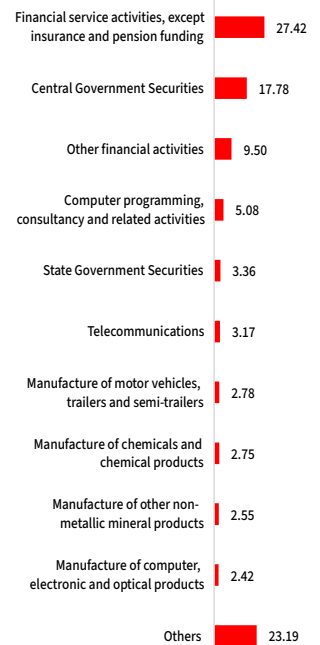 Financial service activities, except
insurance and pension funding
27.42
Central Government Securities
17.78
Other financial activities
9.50
Computer programming,
consultancy and related activities
5.08
State Government Securities
3.36
Telecommunications
3.17
Manufacture of motor vehicles,
trailers and semi-trailers
2.78
Manufacture of chemicals and
chemical products
2.75
Manufacture of other non-
metallic mineral products
2.55
Manufacture of computer,
electronic and optical products
2.42
Others
23.19